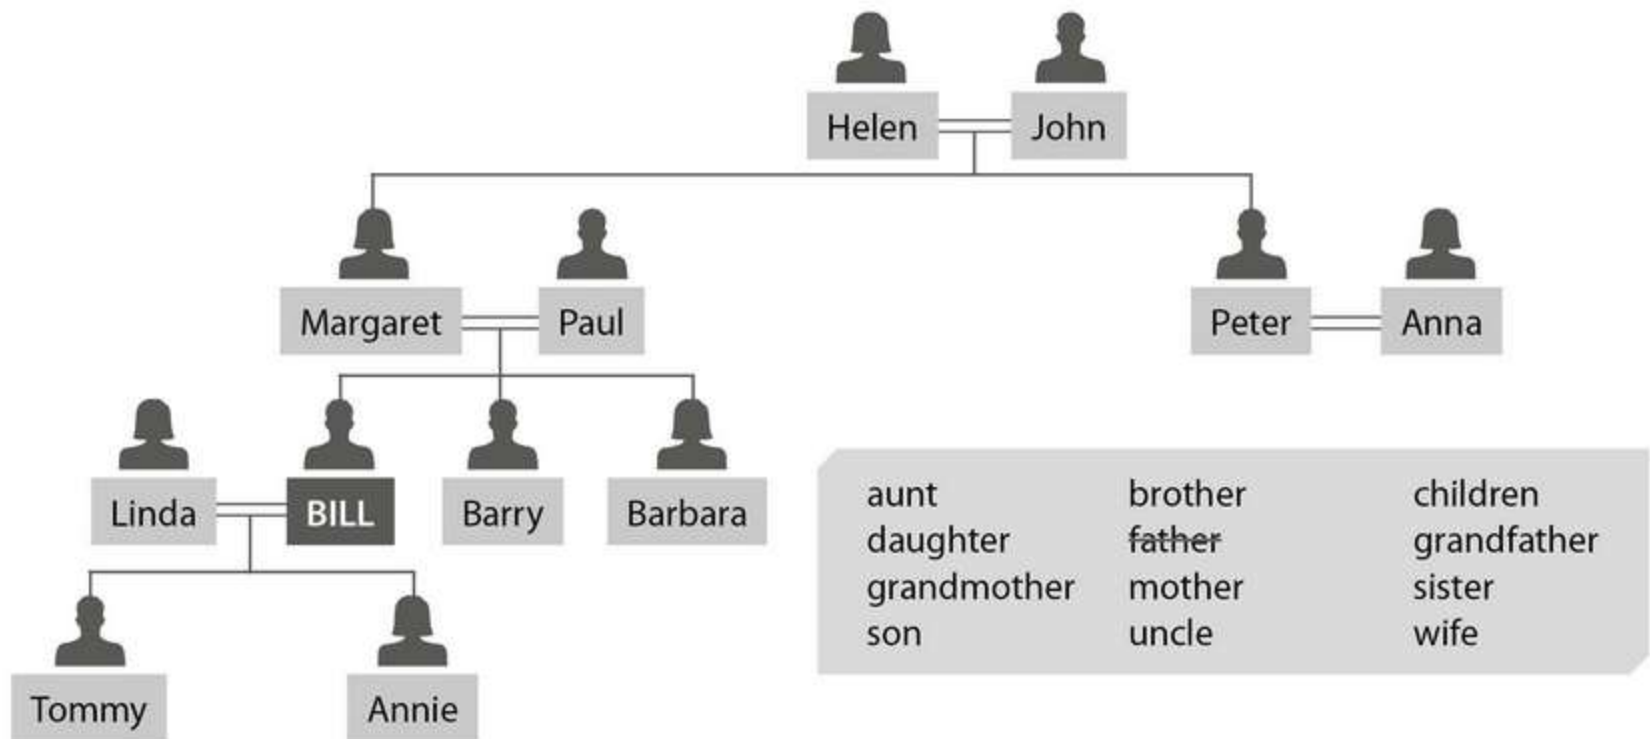 Helen John
Margaret Paul Peter Anna
Linda BILL Barry Barbara
aunt brother children
daughter father grandfather
grandmother mother sister
son uncle wife
Tommy Annie